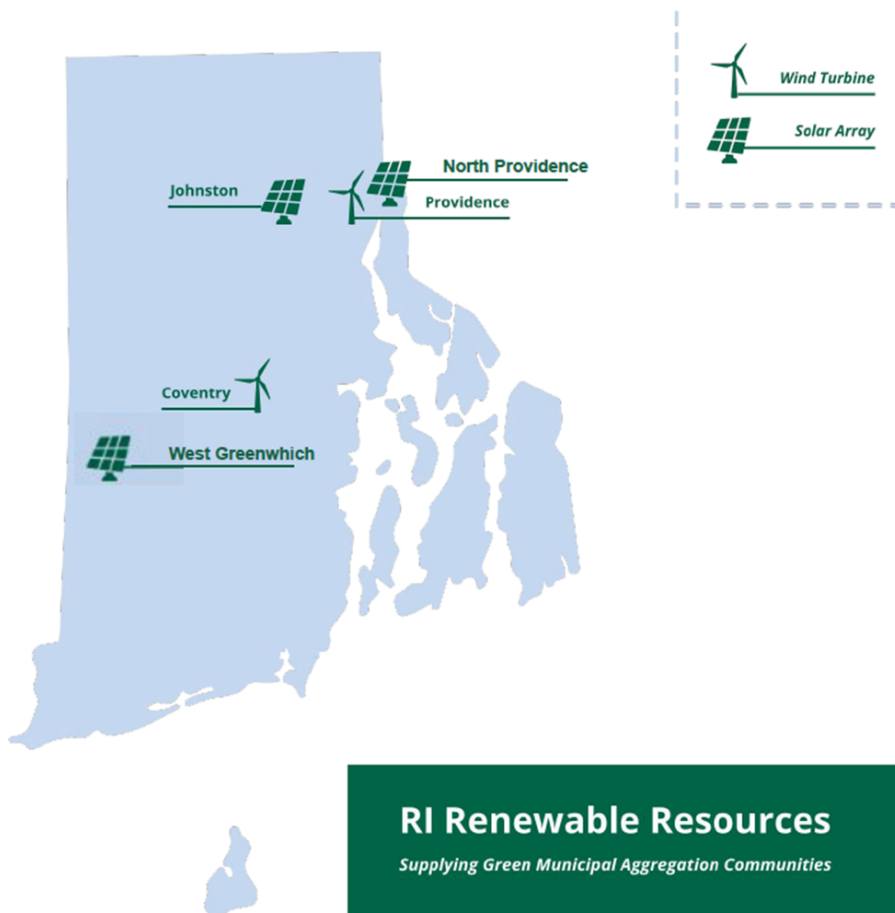 Wind Turbine
Solar Array
North Providence
Johnston
Providence
Coventry
West Greenwhich
RI Renewable Resources
Supplying Green Municipal Aggregation Communities